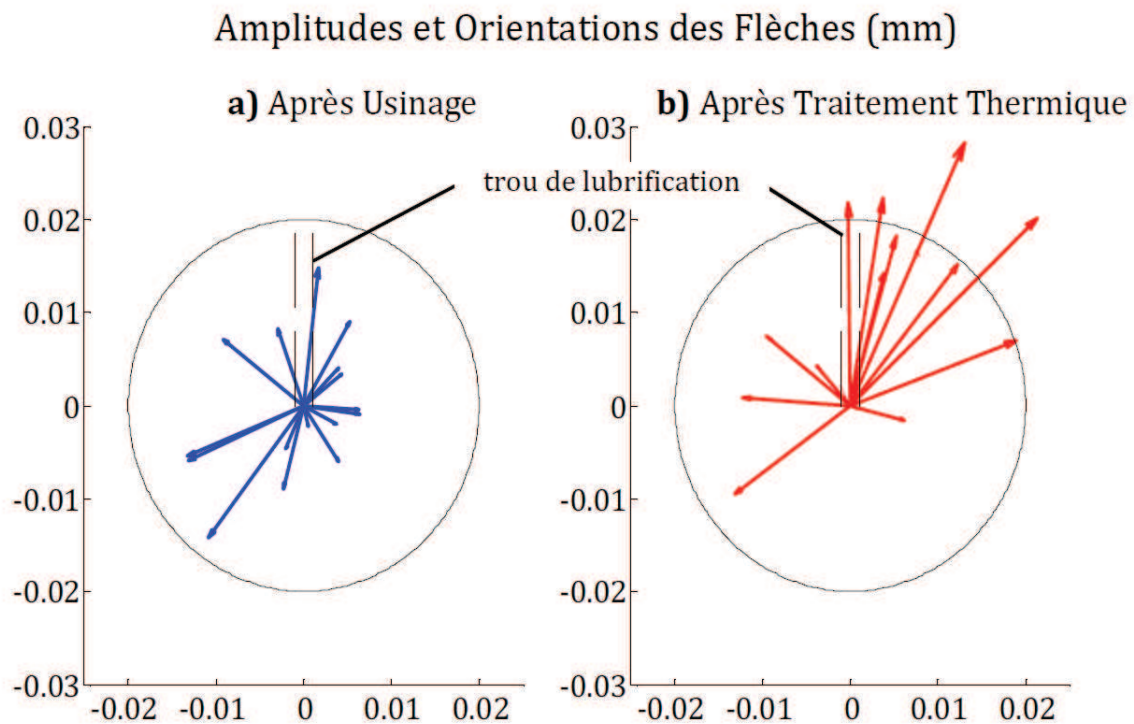 Amplitudes et Orientations des Flèches (mm)
a) Après Usinage
b) Après Traitement Thermique
trou de lubrification
0.03
0.02
0.01
0
-0.01
-0.02
-0.03
-0.02 -0.01 0 0.01 0.02
0.03
0.02
0.01
0
-0.01
-0.02
-0.03
-0.02 -0.01 0 0.01 0.02